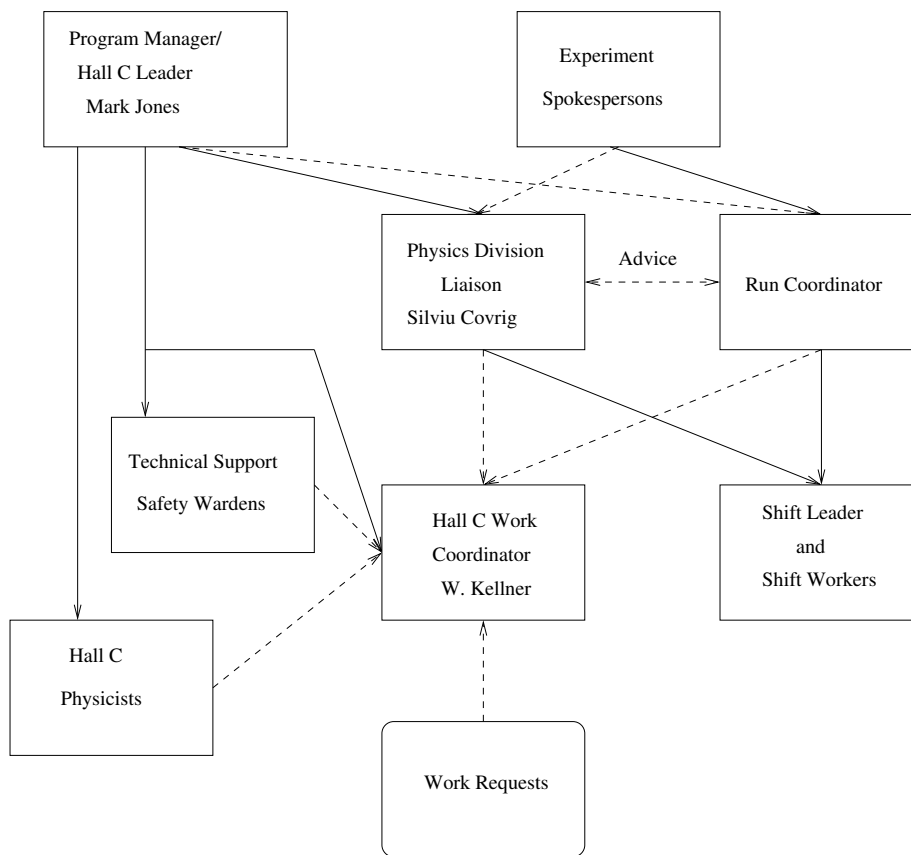 Program Manager/
Hall C Leader
Mark Jones
Experiment
Spokespersons
Physics Division
Liaison
Silviu Covrig
Advice
Run Coordinator
Technical Support
Safety Wardens
Hall C Work
Coordinator
W. Kellner
Shift Leader
and
Shift Workers
Hall C
Physicists
Work Requests